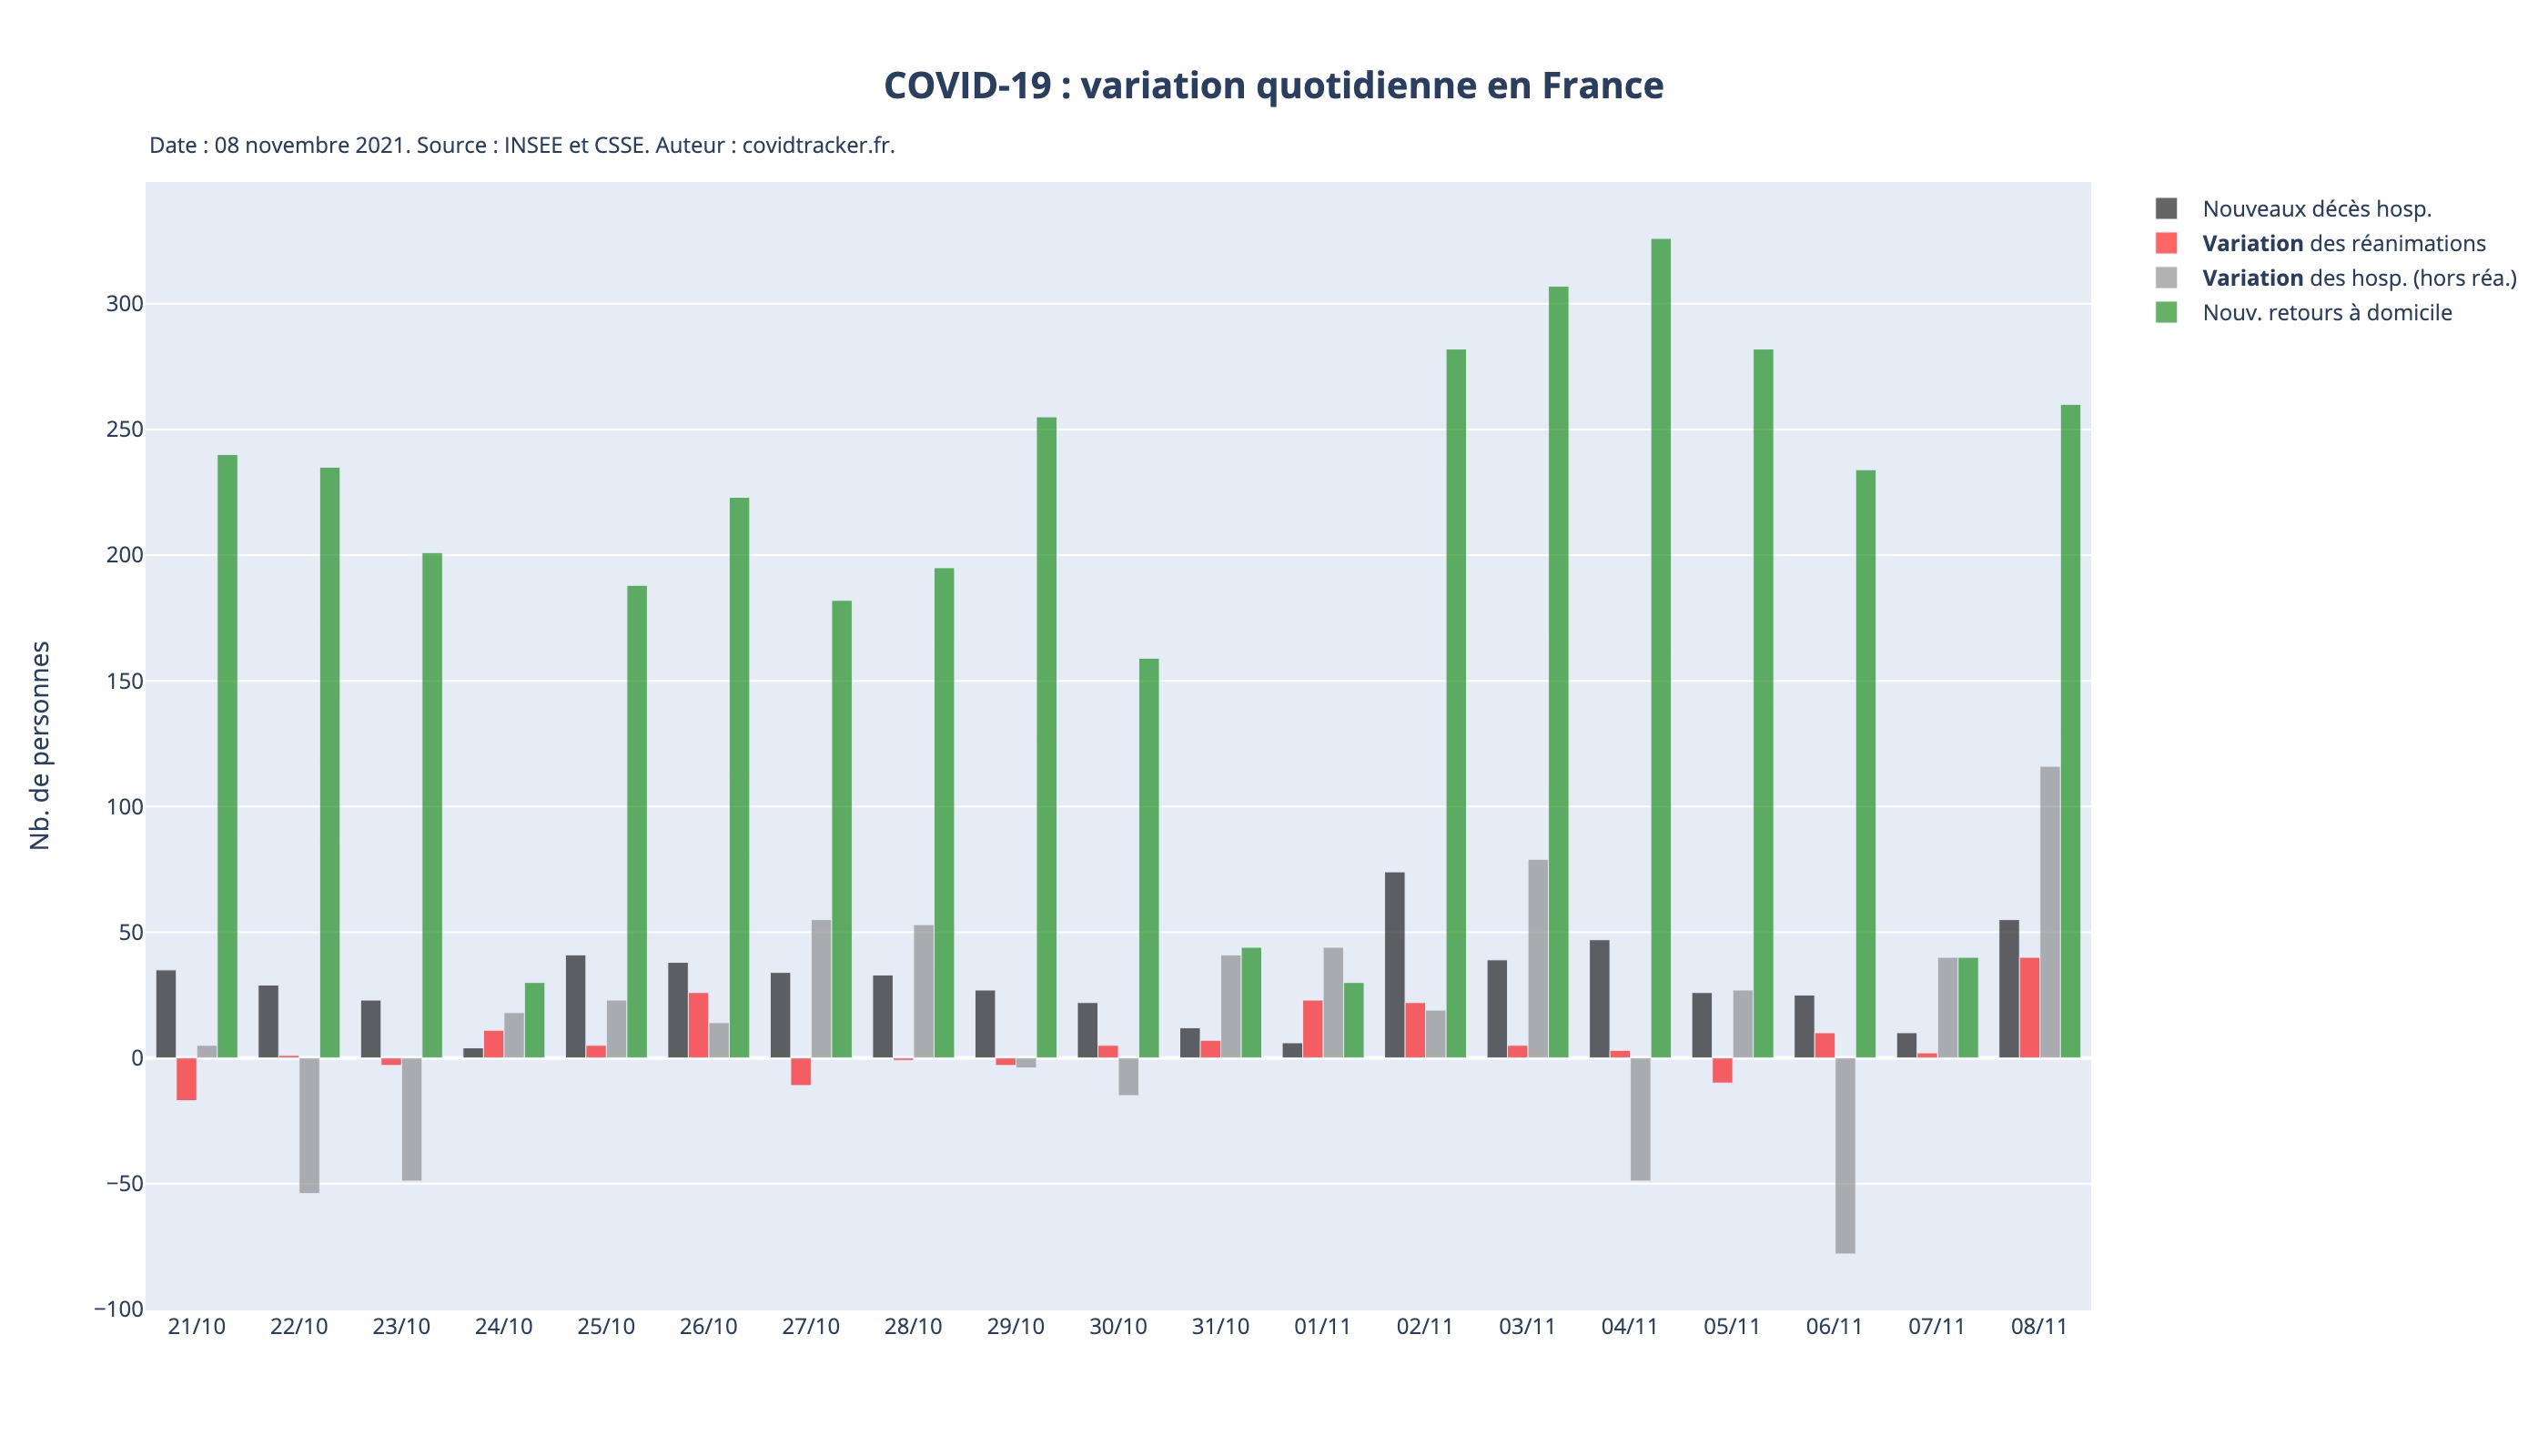 COVID-19 : variation quotidienne en France
Date : 08 novembre 2021. Source : INSEE et CSSE. Auteur : covidtracker.fr.
Nouveaux décès hosp.
Variation des réanimations
Variation des hosp. (hors réa.)
Nouv. retours à domicile
Nb. de personnes
300
250
200
150
100
50
0
−50
−100
21/10 22/10 23/10 24/10 25/10 26/10 27/10 28/10 29/10 30/10 31/10 01/11 02/11 03/11 04/11 05/11 06/11 07/11 08/11